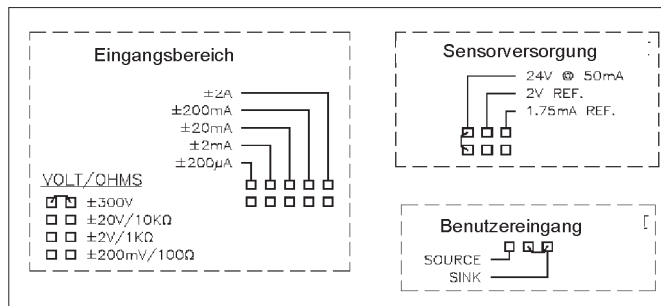 Eingangsbereich
±2A
±200mA
±20mA
±2mA
±200µA
VOLT/OHMS
±300V
±20V/10KΩ
±2V/1KΩ
±200mV/100Ω
Sensorversorgung
24V @ 50mA
2V REF.
1.75mA REF.
Benutzereingang
SOURCE
SINK